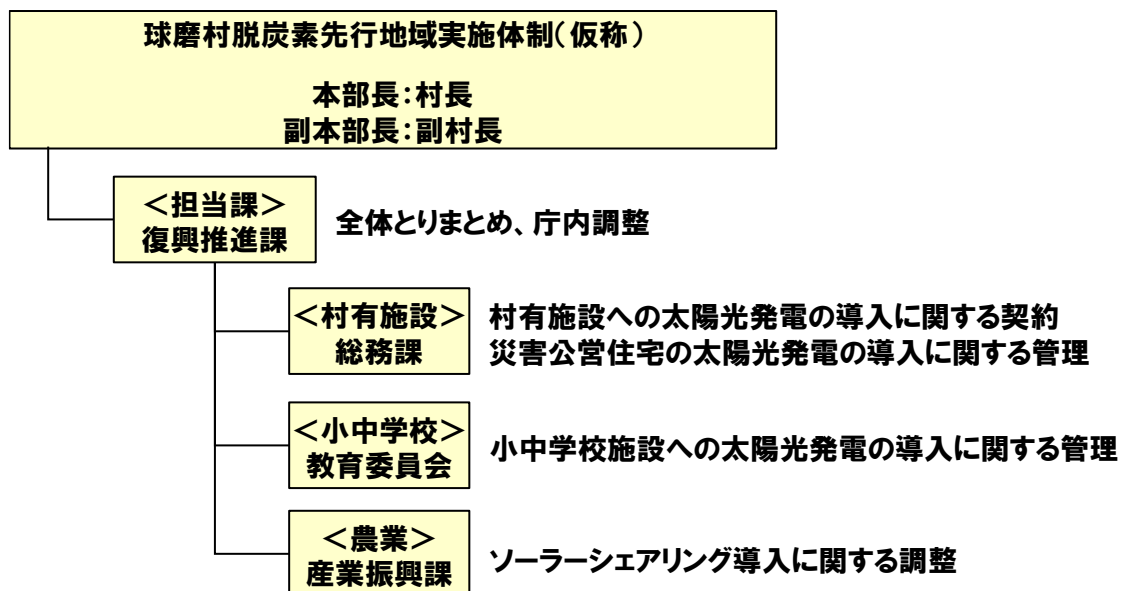 球磨村脱炭素先行地域実施体制(仮称)
本部長:村長
副本部長:副村長
<担当課>
復興推進課
全体とりまとめ、庁内調整
<村有施設>
総務課
村有施設への太陽光発電の導入に関する契約
災害公営住宅の太陽光発電の導入に関する管理
<小中学校>
教育委員会
小中学校施設への太陽光発電の導入に関する管理
<農業>
産業振興課
ソーラーシェアリング導入に関する調整